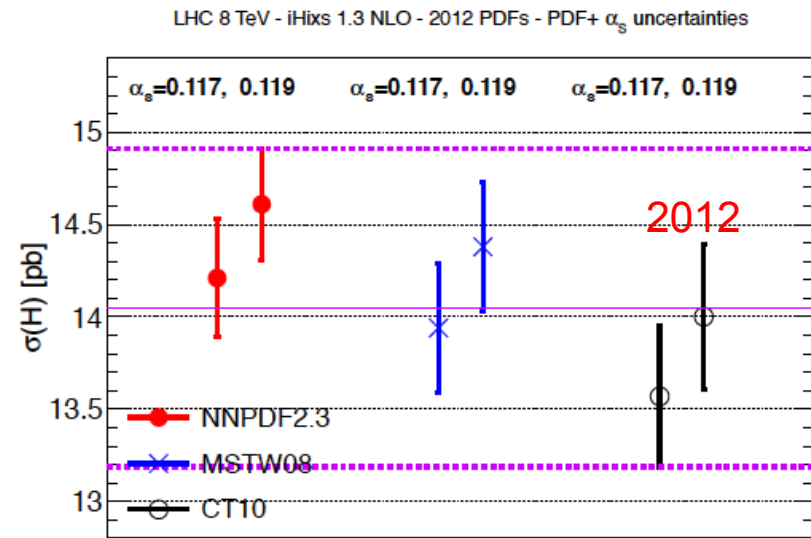 LHC 8 TeV - iHixs 1.3 NLO - 2012 PDFs - PDF+ αS uncertainties
αs=0.117, 0.119 αs=0.117, 0.119 αs=0.117, 0.119
15
14.5
2012
σ(H) [pb]
14
13.5
NNPDF2.3
MSTW08
13
CT10